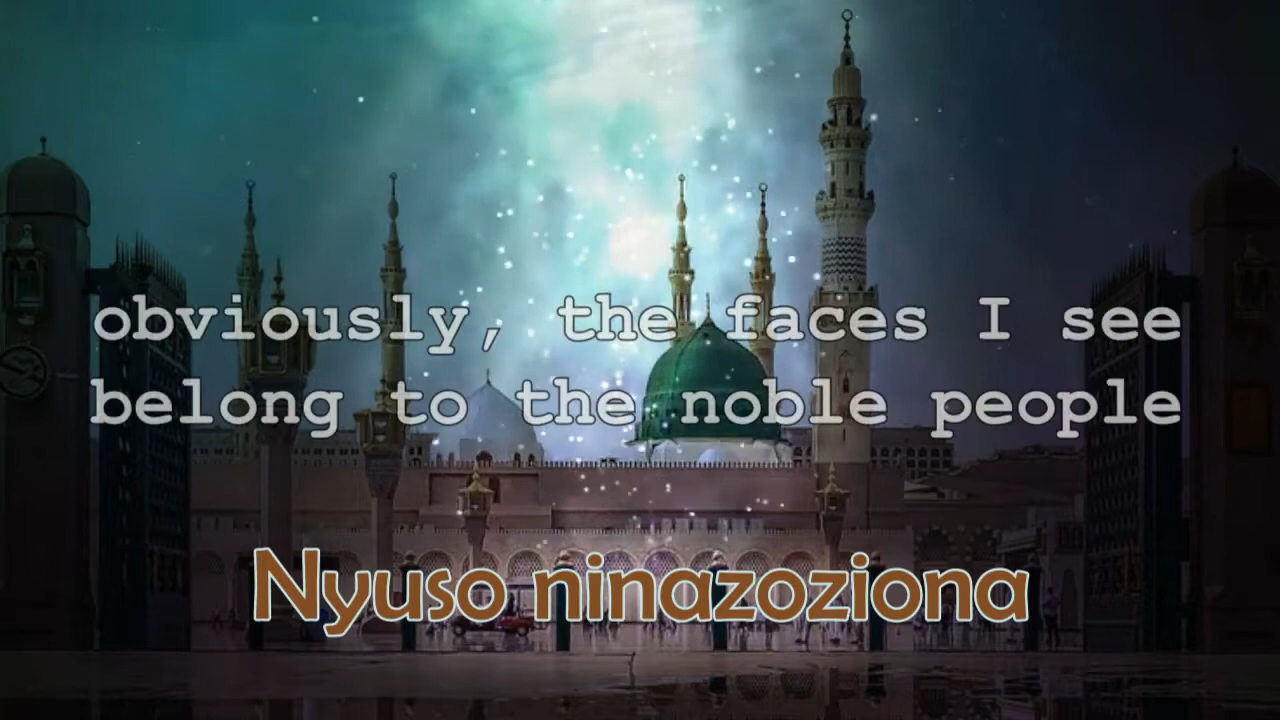 obviously, the faces I see
belong to the noble people
Nyuso ninazoziona